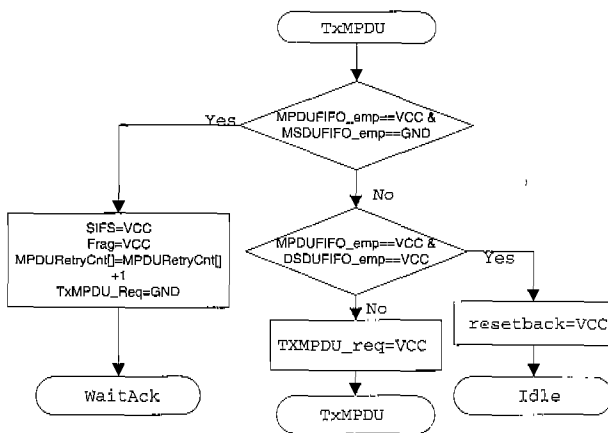 TxMPDU
MPDUFIFO_emp==VCC &
MSDUFIFO_emp==GND
Yes
No
SIFS=VCC
Frag=VCC
MPDURetryCnt[]=MPDURetryCnt[]
+1
TxMPDU_Req=GND
MPDUFIFO_emp==VCC &
DSDUFIFO_emp==VCC
Yes
No
resetback=VCC
TXMPDU_req=VCC
WaitAck
Idle
TxMPDU